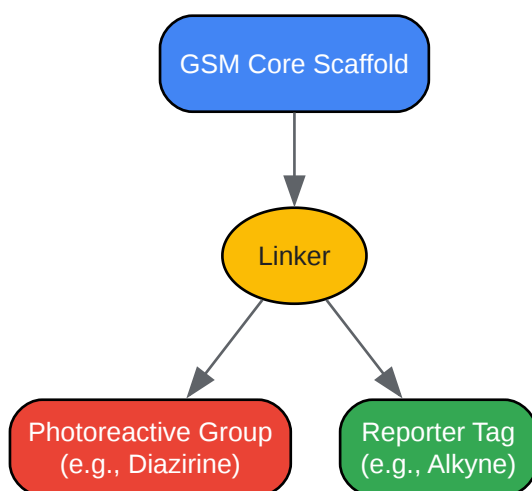 GSM Core Scaffold
Linker
Photoreactive Group
(e.g., Diazirine)
Reporter Tag
(e.g., Alkyne)